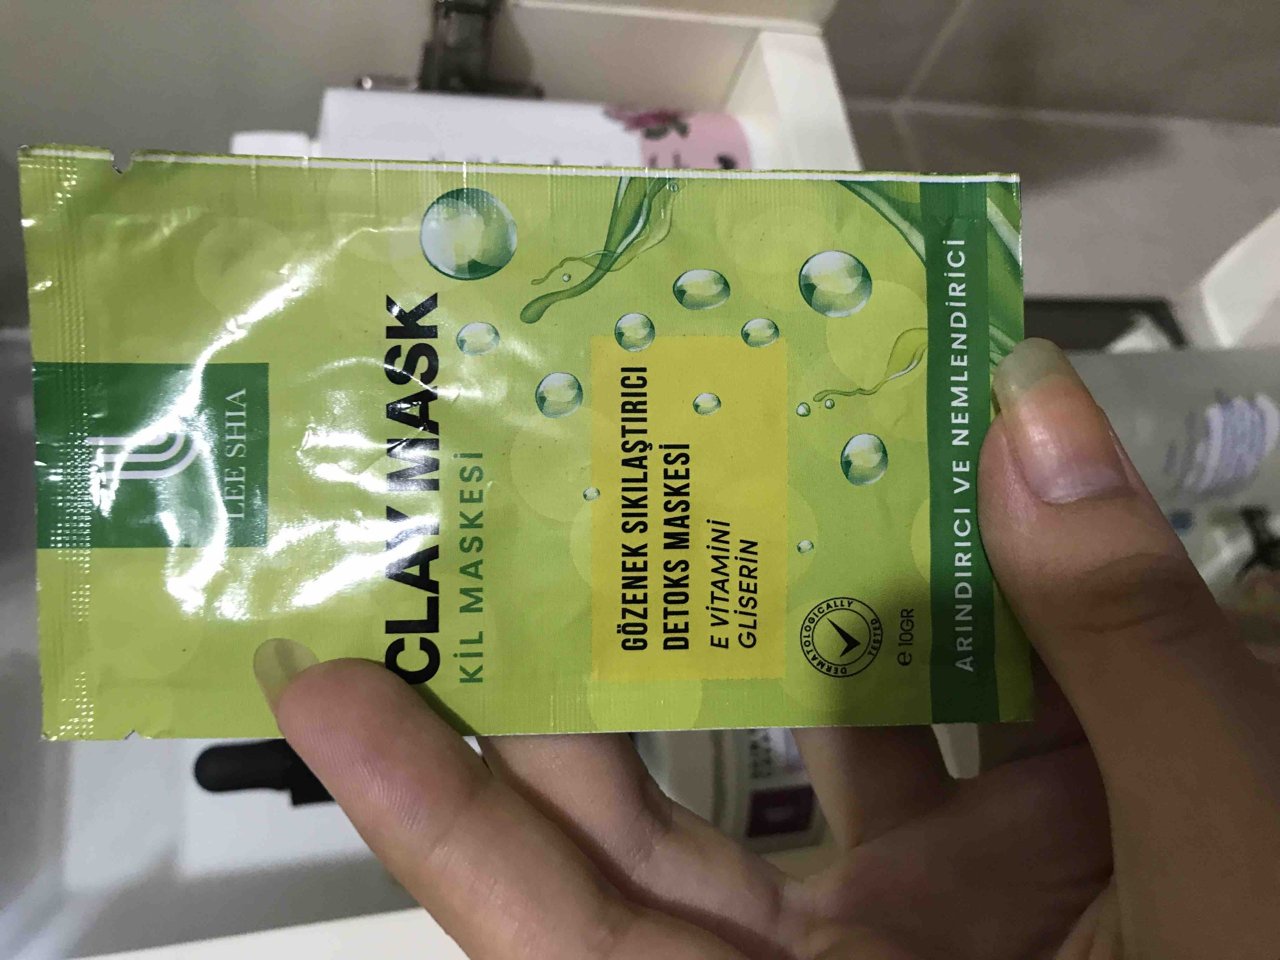 LEE SHIA
CLAY MASK
KİL MASKESİ
GÖZENEK SIKILAŞTIRICI
DETOKS MASKESİ
E VİTAMİNİ
GLİSERİN
DERMATOLOGICALLY
TESTED
e 10GR
ARINDIRICI VE NEMLENDİRİCİ